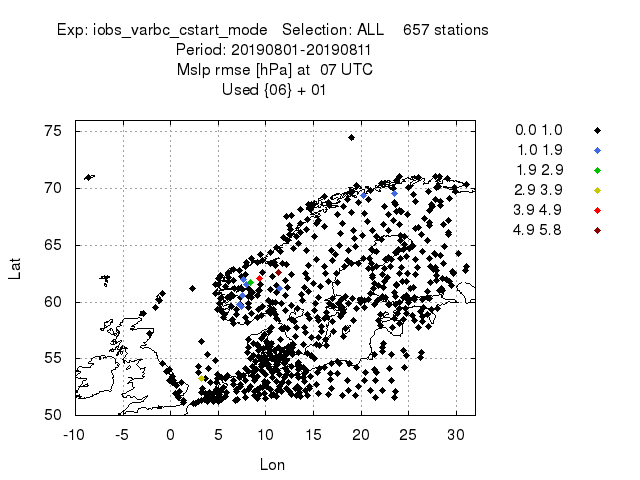 Exp: iobs_varbc_cstart_mode   Selection: ALL    657 stations
Period: 20190801-20190811
Mslp rmse [hPa] at  07 UTC
Used {06} + 01
0.0 1.0
1.0 1.9
1.9 2.9
2.9 3.9
3.9 4.9
4.9 5.8
75
70
65
60
55
50
Lat
-10 -5 0 5 10 15 20 25 30
Lon